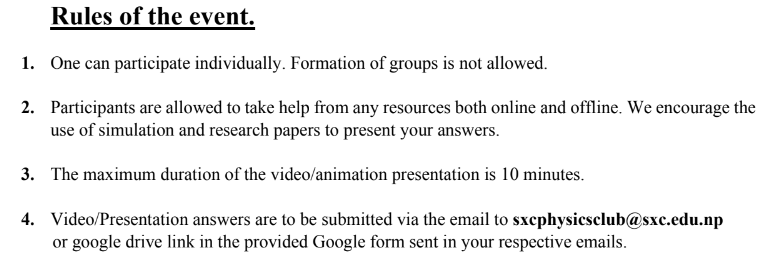 Rules of the event.
1. One can participate individually. Formation of groups is not allowed.
2. Participants are allowed to take help from any resources both online and offline. We encourage the
use of simulation and research papers to present your answers.
3. The maximum duration of the video/animation presentation is 10 minutes.
4. Video/Presentation answers are to be submitted via the email to sxcphysicsclub@sxc.edu.np
or google drive link in the provided Google form sent in your respective emails.